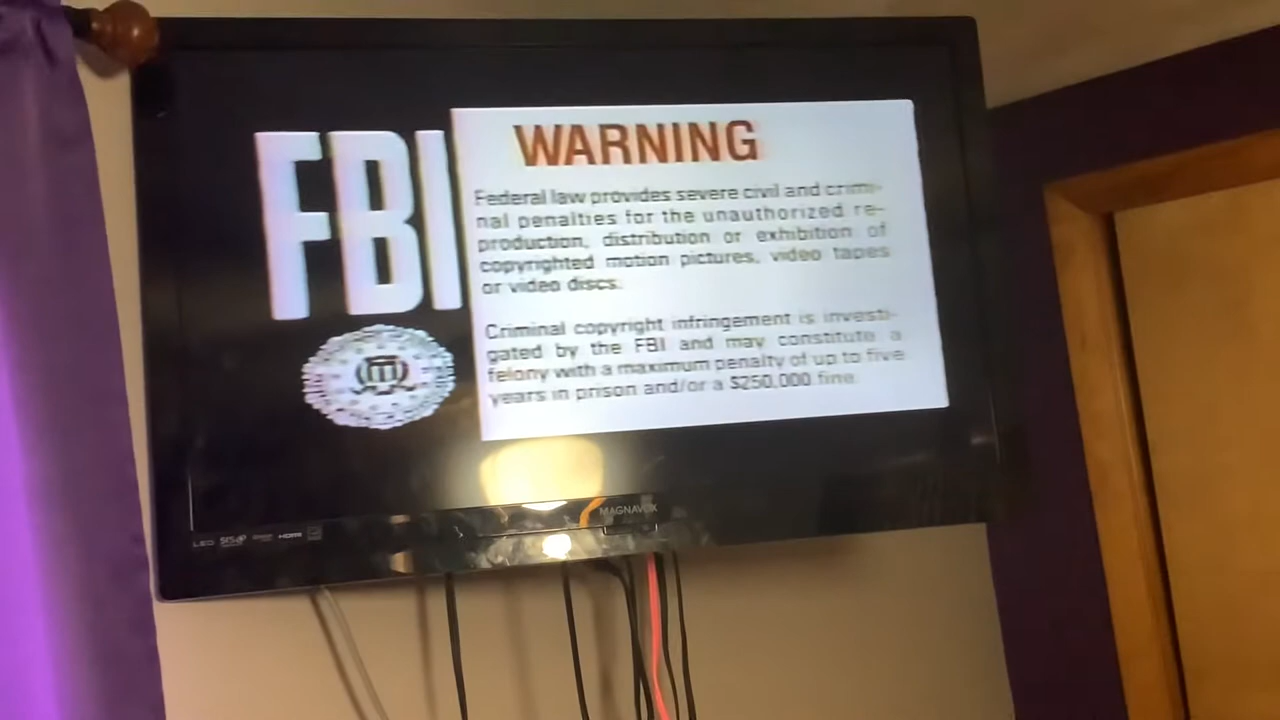 FBI
WARNING
Federal law provides severe civil and crimi-
nal penalties for the unauthorized re-
production, distribution or exhibition of
copyrighted motion pictures, video tapes
or video discs.
Criminal copyright infringement is investi-
gated by the FBI and may constitute a
felony with a maximum penalty of up to five
years in prison and/or a $250,000 fine.
MAGNAVOX
LED SRS HDMI